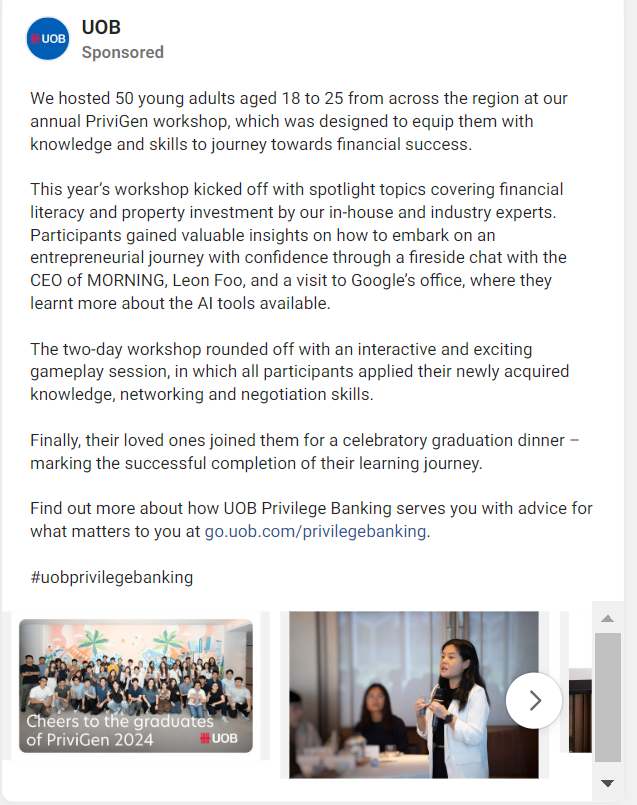 UOB
UOB
Sponsored
We hosted 50 young adults aged 18 to 25 from across the region at our
annual PriviGen workshop, which was designed to equip them with
knowledge and skills to journey towards financial success.
This year’s workshop kicked off with spotlight topics covering financial
literacy and property investment by our in-house and industry experts.
Participants gained valuable insights on how to embark on an
entrepreneurial journey with confidence through a fireside chat with the
CEO of MORNING, Leon Foo, and a visit to Google’s office, where they
learnt more about the AI tools available.
The two-day workshop rounded off with an interactive and exciting
gameplay session, in which all participants applied their newly acquired
knowledge, networking and negotiation skills.
Finally, their loved ones joined them for a celebratory graduation dinner –
marking the successful completion of their learning journey.
Find out more about how UOB Privilege Banking serves you with advice for
what matters to you at go.uob.com/privilegebanking.
#uobprivilegebanking
Cheers to the graduates
of PriviGen 2024
UOB